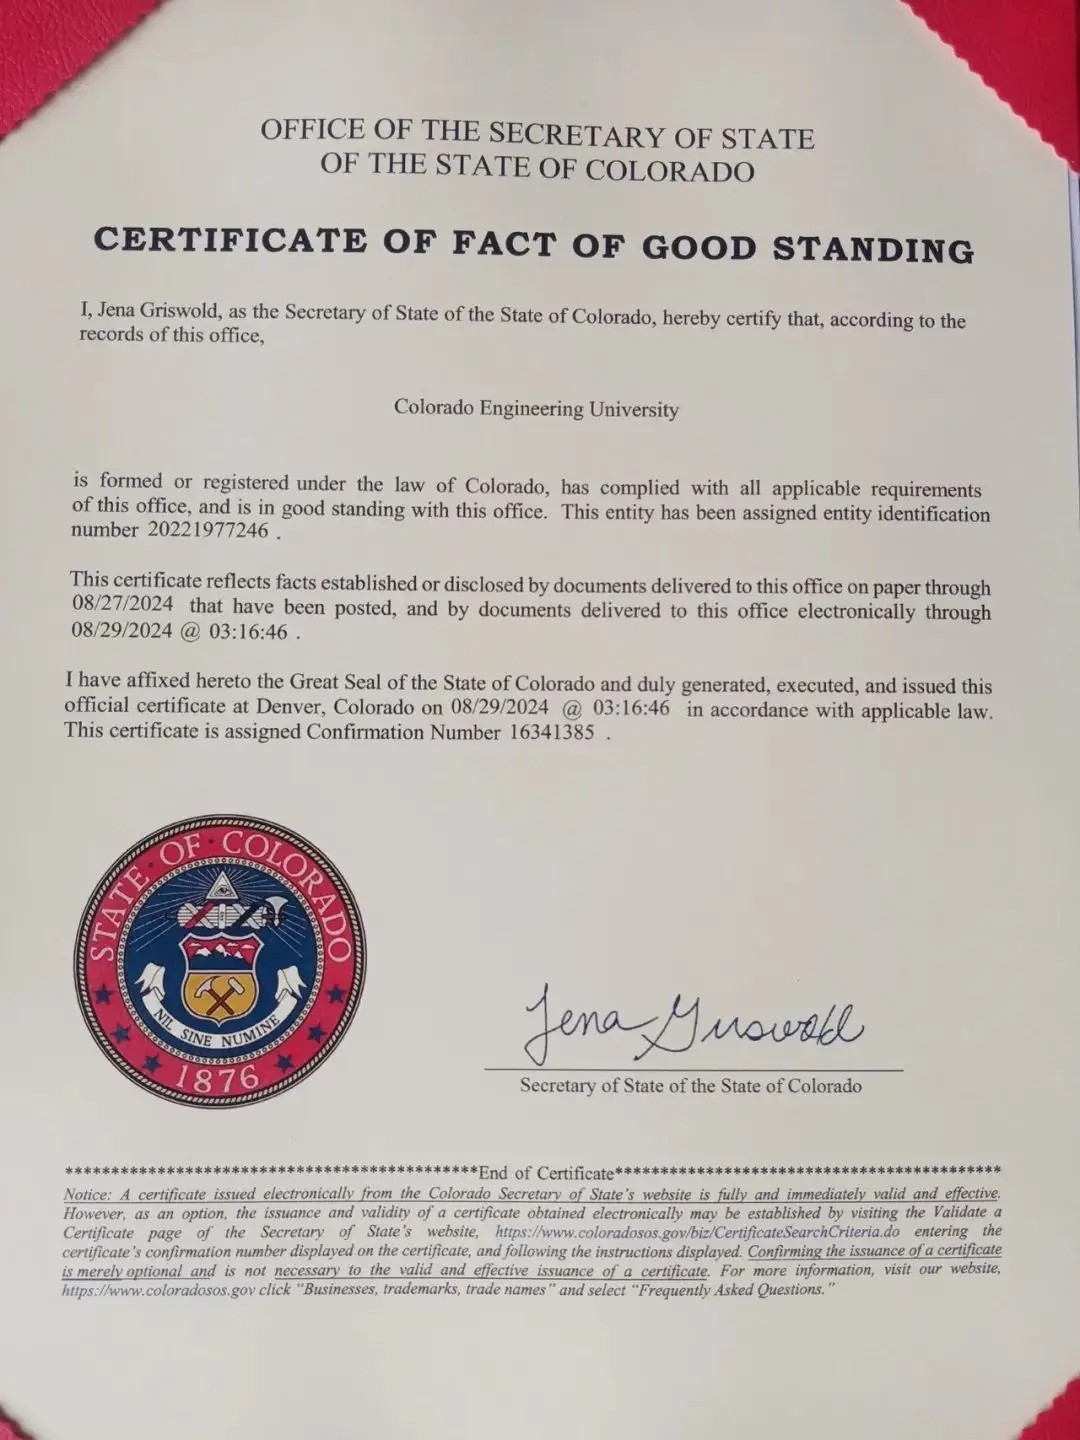 OFFICE OF THE SECRETARY OF STATE
OF THE STATE OF COLORADO
CERTIFICATE OF FACT OF GOOD STANDING
I, Jena Griswold, as the Secretary of State of the State of Colorado, hereby certify that, according to the
records of this office,
Colorado Engineering University
is formed or registered under the law of Colorado, has complied with all applicable requirements
of this office, and is in good standing with this office. This entity has been assigned entity identification
number 20221977246 .
This certificate reflects facts established or disclosed by documents delivered to this office on paper through
08/27/2024 that have been posted, and by documents delivered to this office electronically through
08/29/2024 @ 03:16:46 .
I have affixed hereto the Great Seal of the State of Colorado and duly generated, executed, and issued this
official certificate at Denver, Colorado on 08/29/2024 @ 03:16:46 in accordance with applicable law.
This certificate is assigned Confirmation Number 16341385 .
STATE OF COLORADO
NIL SINE NUMINE
1876
Jena Griswold
Secretary of State of the State of Colorado
*********************************************End of Certificate*******************************************
Notice: A certificate issued electronically from the Colorado Secretary of State's website is fully and immediately valid and effective.
However, as an option, the issuance and validity of a certificate obtained electronically may be established by visiting the Validate a
Certificate page of the Secretary of State's website, https://www.coloradosos.gov/biz/CertificateSearchCriteria.do entering the
certificate's confirmation number displayed on the certificate, and following the instructions displayed. Confirming the issuance of a certificate
is merely optional and is not necessary to the valid and effective issuance of a certificate. For more information, visit our website,
https://www.coloradosos.gov click "Businesses, trademarks, trade names" and select "Frequently Asked Questions."